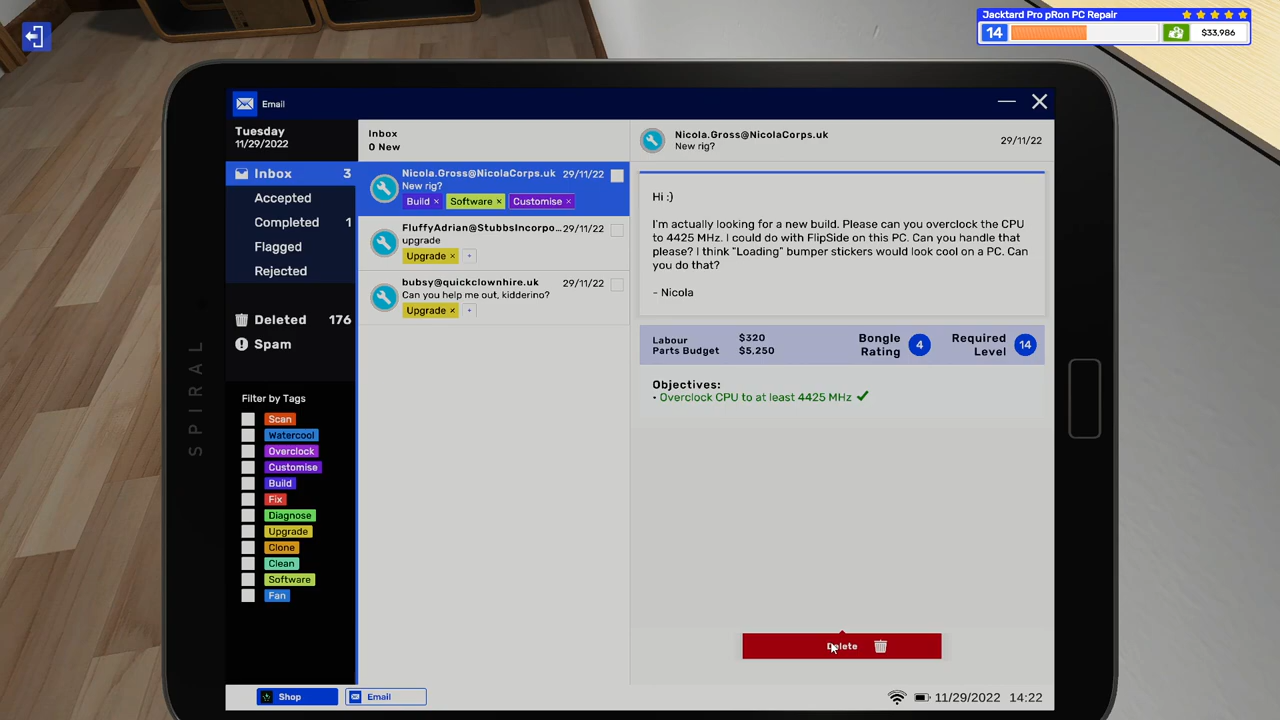 Jacktard Pro pRon PC Repair
14
$33,986
Email
Tuesday
11/29/2022
Inbox 3
Accepted
Completed 1
Flagged
Rejected
Deleted 176
Spam
Filter by Tags
Scan
Watercool
Overclock
Customise
Build
Fix
Diagnose
Upgrade
Clone
Clean
Software
Fan
Inbox
0 New
Nicola.Gross@NicolaCorps.uk 29/11/22
New rig?
Build × Software × Customise ×
FluffyAdrian@StubbsIncorpo... 29/11/22
upgrade
Upgrade × +
bubsy@quickclownhire.uk 29/11/22
Can you help me out, kidderino?
Upgrade × +
Nicola.Gross@NicolaCorps.uk
New rig?
29/11/22
Hi :)
I'm actually looking for a new build. Please can you overclock the CPU
to 4425 MHz. I could do with FlipSide on this PC. Can you handle that
please? I think "Loading" bumper stickers would look cool on a PC. Can
you do that?
- Nicola
Labour $320
Parts Budget $5,250
Bongle Rating 4
Required Level 14
Objectives:
• Overclock CPU to at least 4425 MHz
Delete
SPIRAL
Shop
Email
11/29/2022 14:22